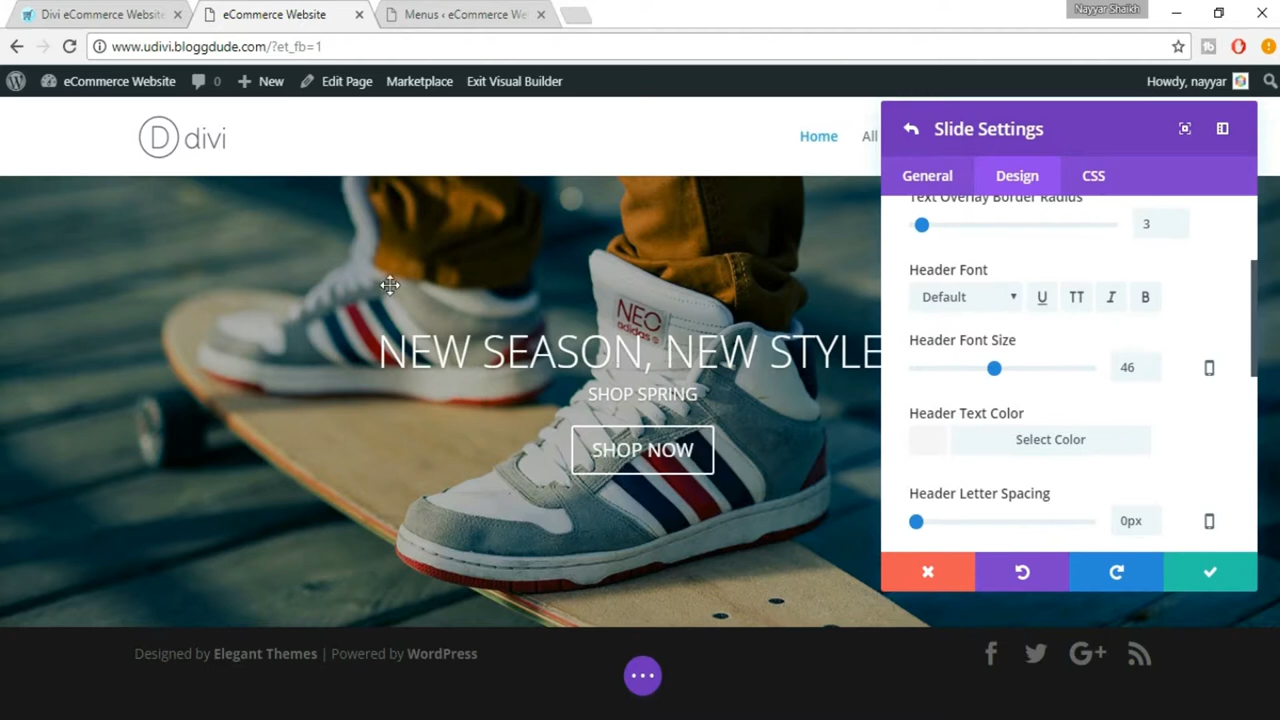 Divi eCommerce Website
eCommerce Website
Menus ‹ eCommerce We
Nayyar Shaikh
www.udivi.bloggdude.com/?et_fb=1
eCommerce Website
0
New
Edit Page
Marketplace
Exit Visual Builder
Howdy, nayyar
D divi
Home
All
Slide Settings
General
Design
CSS
Text Overlay Border Radius
3
Header Font
Default
U
TT
I
B
Header Font Size
46
Header Text Color
Select Color
Header Letter Spacing
0px
NEO
adidas
NEW SEASON, NEW STYLE
SHOP SPRING
SHOP NOW
Designed by Elegant Themes | Powered by WordPress